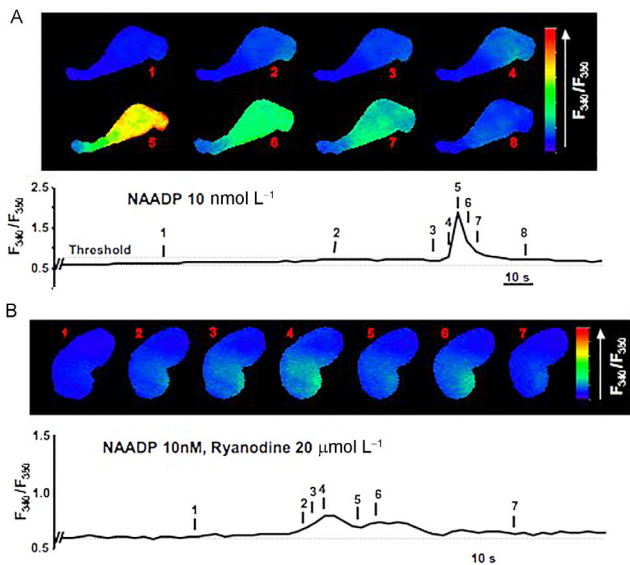 A
1 2 3 4
5 6 7 8
F340/F380
NAADP 10 nmol L⁻¹
2.5
1.5
0.5
F340/F380
Threshold
1 2 3 4 5 6 7 8
10 s
B
1 2 3 4 5 6 7
F340/F380
NAADP 10nM, Ryanodine 20 µmol L⁻¹
1.5
1.0
0.5
F340/F380
1 2 3 4 5 6 7
10 s